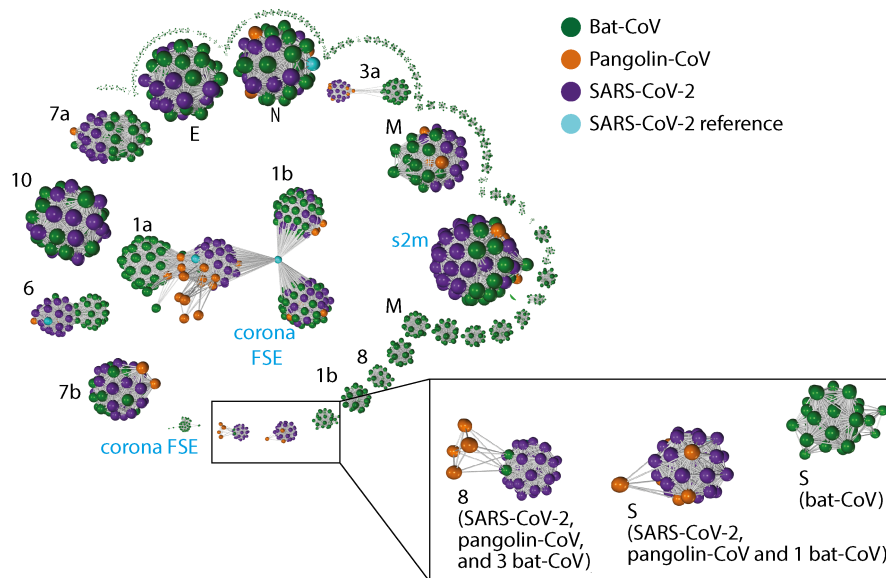 Bat-CoV
Pangolin-CoV
SARS-CoV-2
SARS-CoV-2 reference
3a
7a
E
N
M
10
1b
1a
s2m
6
M
corona
FSE
8
7b
1b
corona FSE
8
(SARS-CoV-2,
pangolin-CoV,
and 3 bat-CoV)
S
(SARS-CoV-2,
pangolin-CoV and 1 bat-CoV)
S
(bat-CoV)